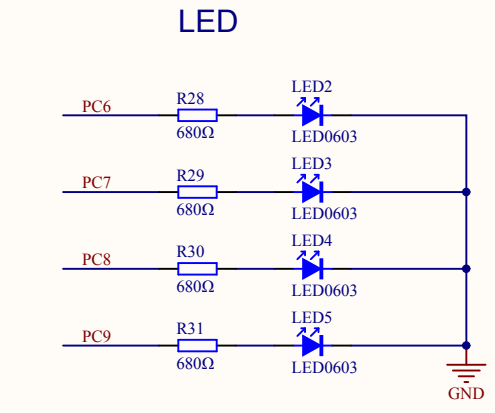 LED
LED2
PC6
R28
680Ω
LED0603
LED3
PC7
R29
680Ω
LED0603
LED4
PC8
R30
680Ω
LED0603
LED5
PC9
R31
680Ω
LED0603
GND